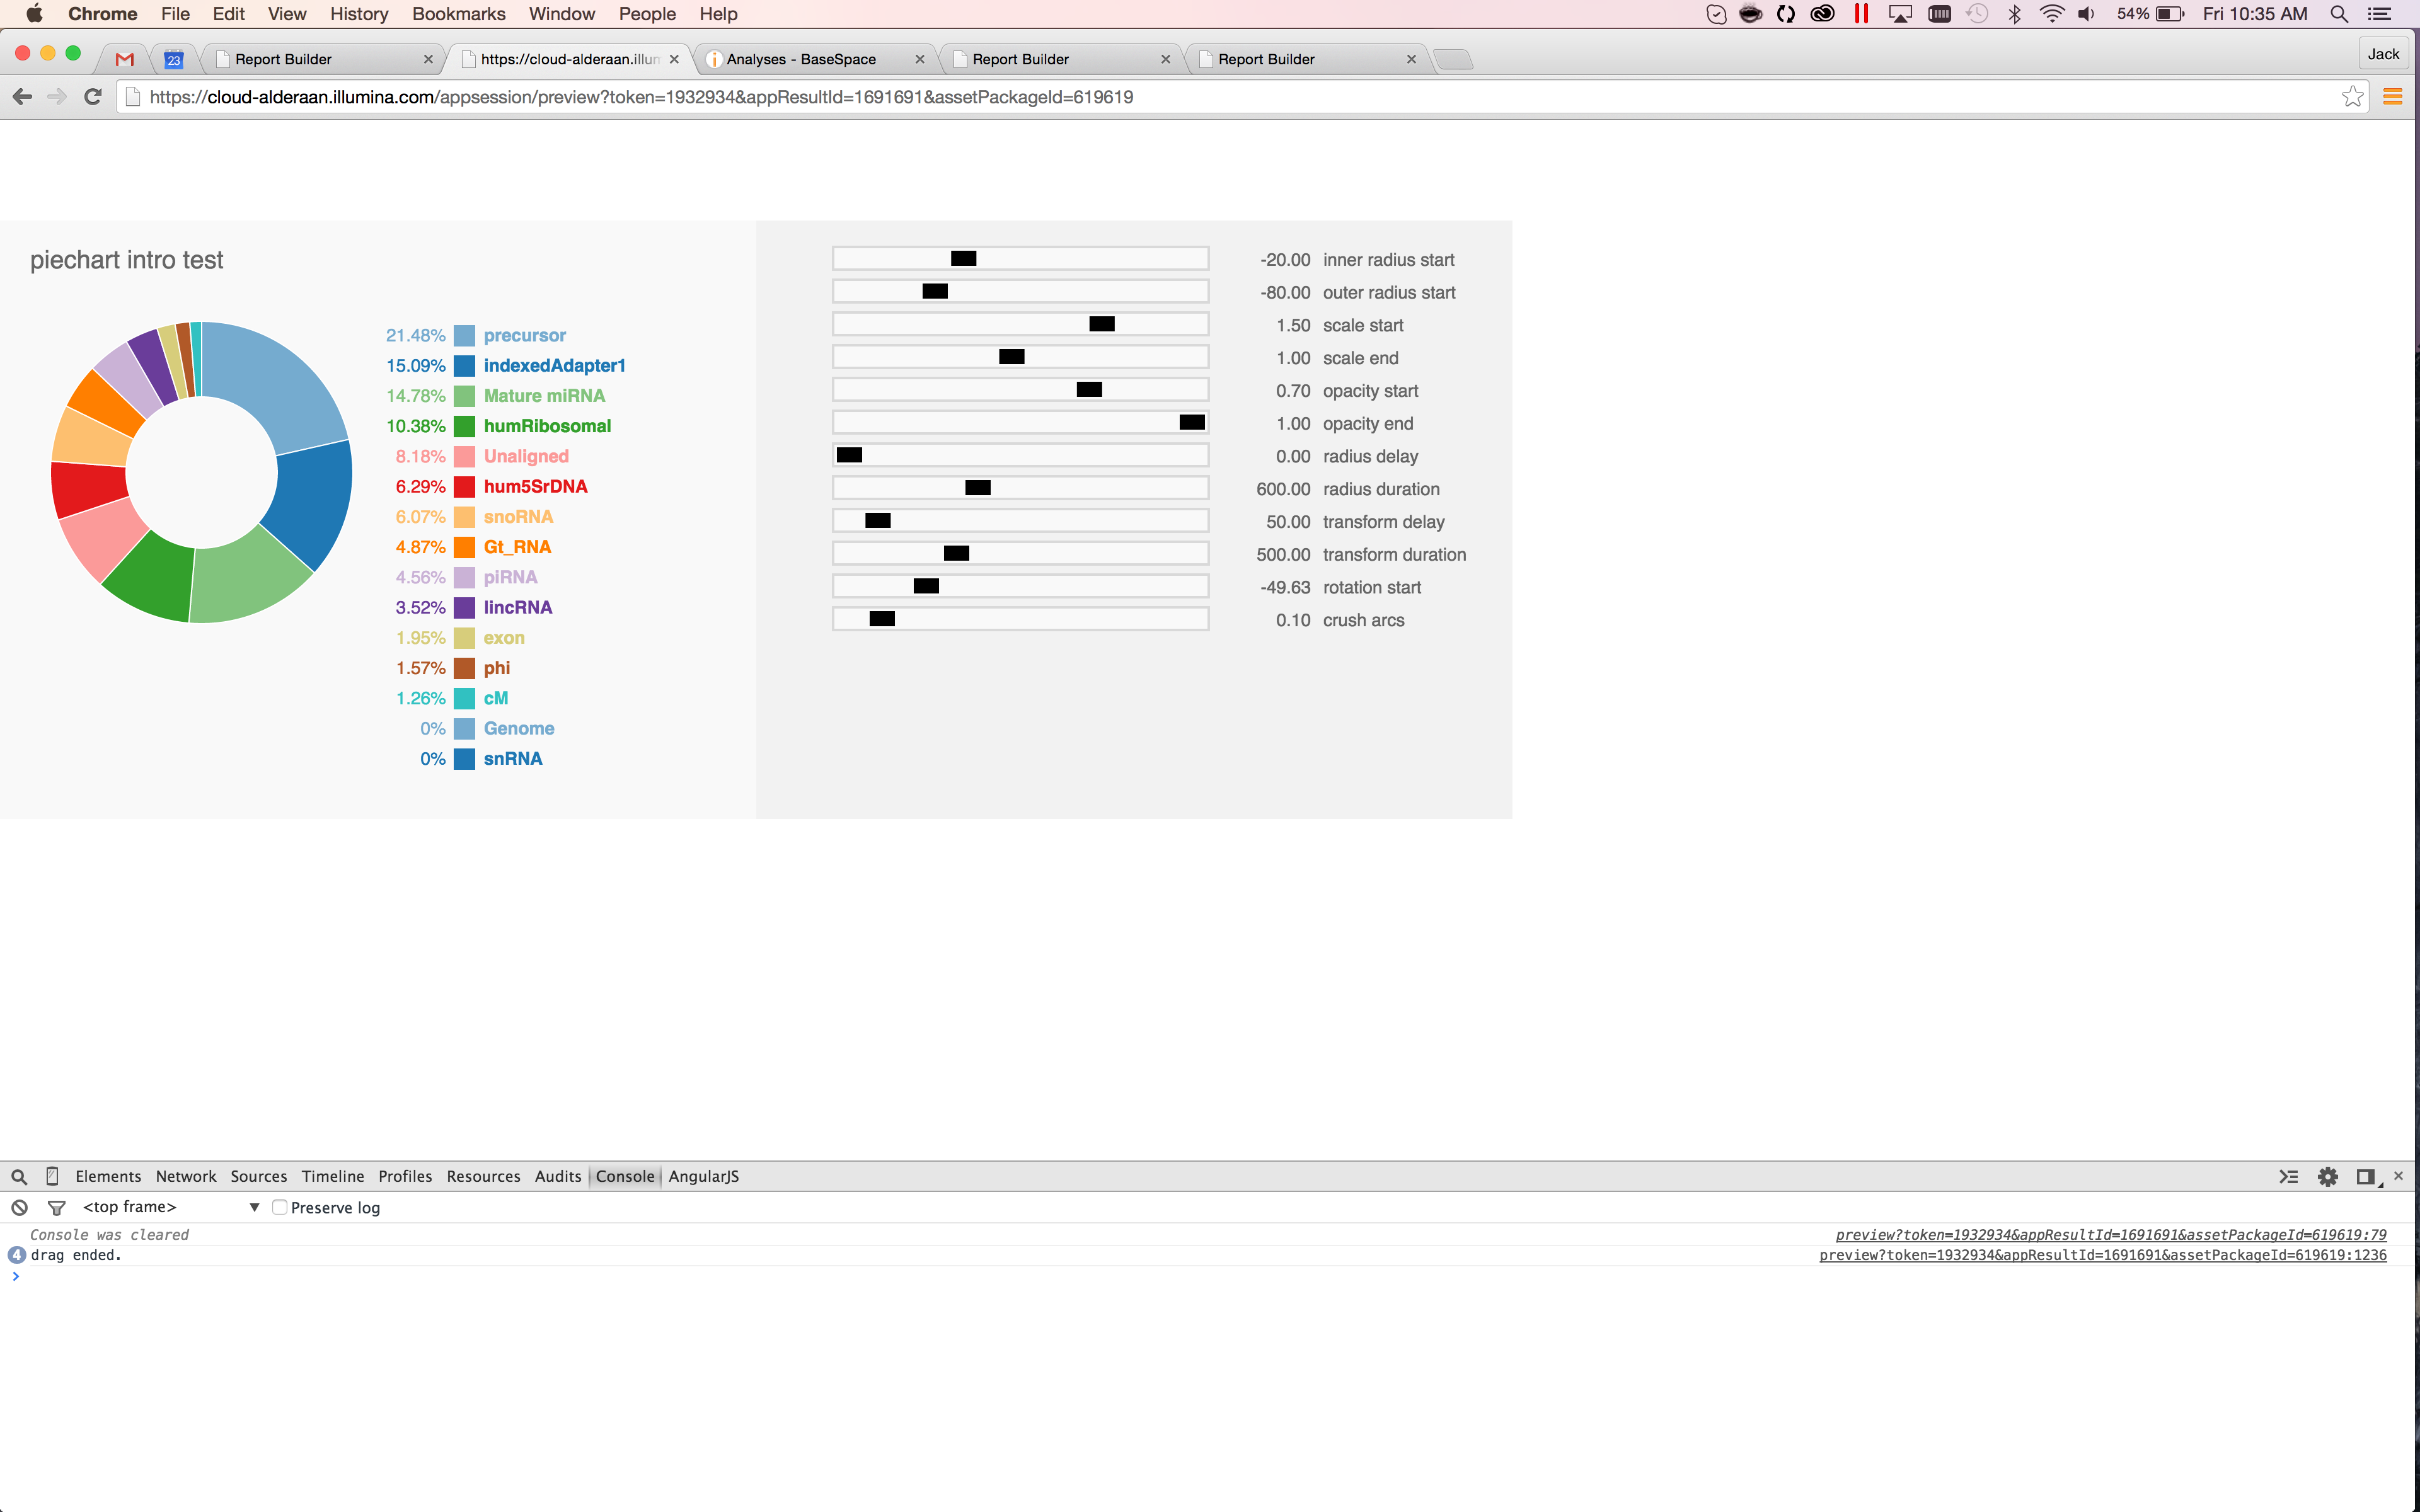 Chrome File Edit View History Bookmarks Window People Help 54% Fri 10:35 AM
23 Report Builder https://cloud-alderaan.illum Analyses - BaseSpace Report Builder Report Builder Jack
https://cloud-alderaan.illumina.com/appsession/preview?token=1932934&appResultId=1691691&assetPackageId=619619
piechart intro test
21.48% precursor
15.09% indexedAdapter1
14.78% Mature miRNA
10.38% humRibosomal
8.18% Unaligned
6.29% hum5SrDNA
6.07% snoRNA
4.87% Gt_RNA
4.56% piRNA
3.52% lincRNA
1.95% exon
1.57% phi
1.26% cM
0% Genome
0% snRNA
-20.00 inner radius start
-80.00 outer radius start
1.50 scale start
1.00 scale end
0.70 opacity start
1.00 opacity end
0.00 radius delay
600.00 radius duration
50.00 transform delay
500.00 transform duration
-49.63 rotation start
0.10 crush arcs
Elements Network Sources Timeline Profiles Resources Audits Console AngularJS
<top frame> Preserve log
Console was cleared preview?token=1932934&appResultId=1691691&assetPackageId=619619:79
4 drag ended. preview?token=1932934&appResultId=1691691&assetPackageId=619619:1236